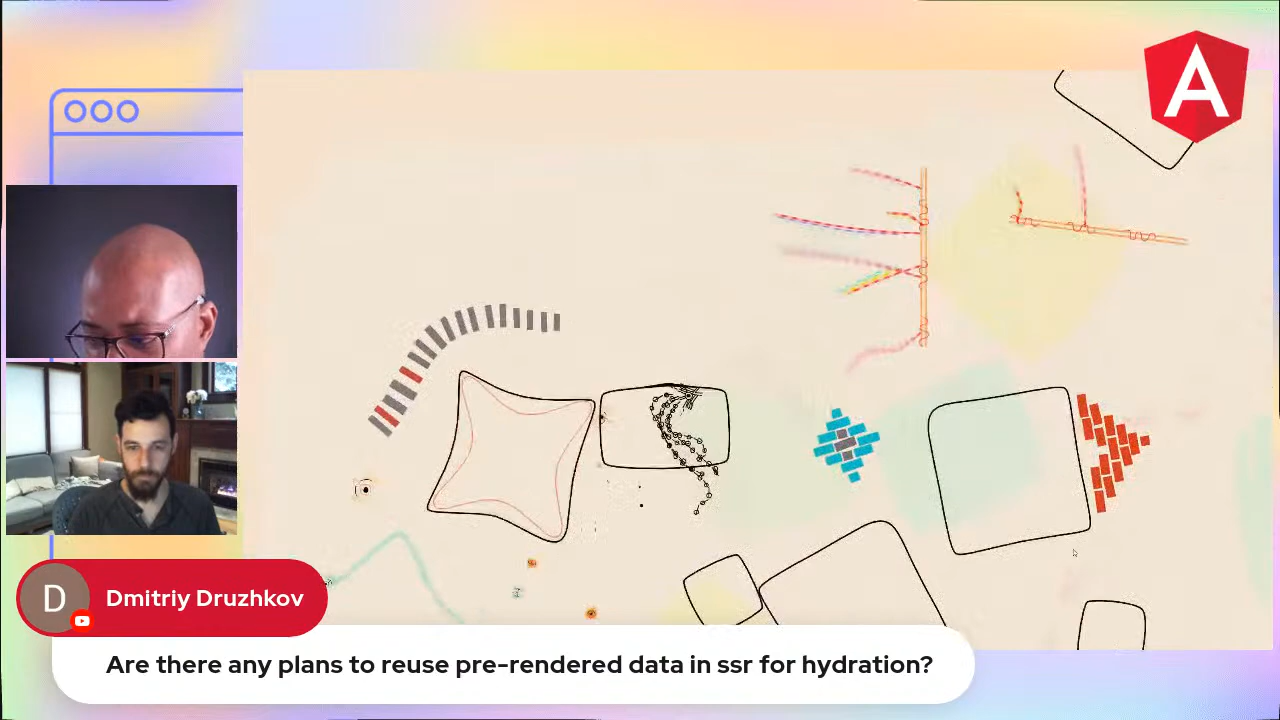 A
D
Dmitriy Druzhkov
Are there any plans to reuse pre-rendered data in ssr for hydration?